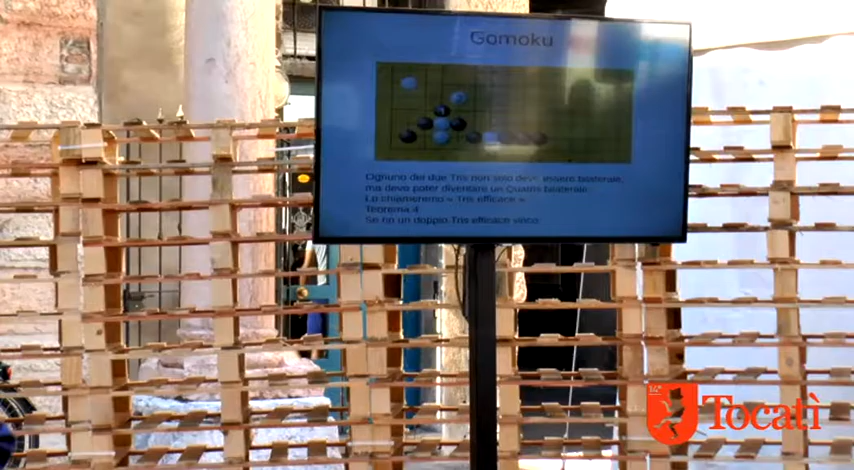 Gomoku
Ognuno dei due Tris non solo deve essere bilaterale,
ma deve poter diventare un Quattro bilaterale
Lo chiameremo « Tris efficace »
Teorema 4
Se ho un doppio Tris efficace vinco
Tocatì